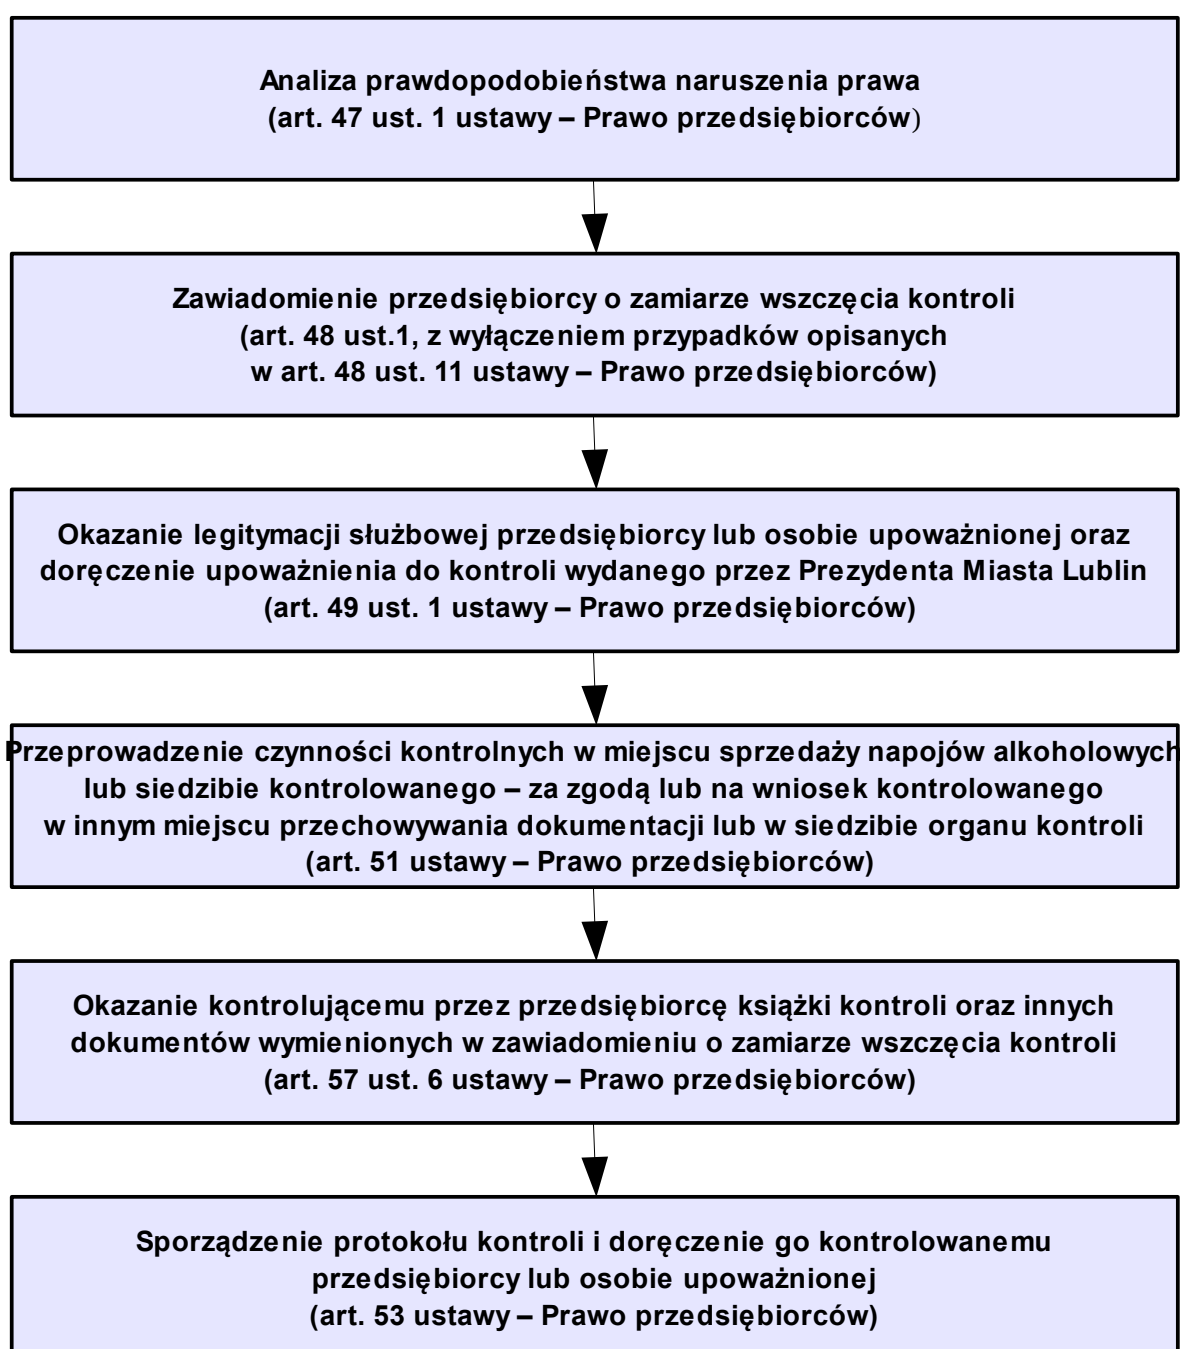 Analiza prawdopodobieństwa naruszenia prawa
(art. 47 ust. 1 ustawy – Prawo przedsiębiorców)
Zawiadomienie przedsiębiorcy o zamiarze wszczęcia kontroli
(art. 48 ust.1, z wyłączeniem przypadków opisanych
w art. 48 ust. 11 ustawy – Prawo przedsiębiorców)
Okazanie legitymacji służbowej przedsiębiorcy lub osobie upoważnionej oraz
doręczenie upoważnienia do kontroli wydanego przez Prezydenta Miasta Lublin
(art. 49 ust. 1 ustawy – Prawo przedsiębiorców)
Przeprowadzenie czynności kontrolnych w miejscu sprzedaży napojów alkoholowych
lub siedzibie kontrolowanego – za zgodą lub na wniosek kontrolowanego
w innym miejscu przechowywania dokumentacji lub w siedzibie organu kontroli
(art. 51 ustawy – Prawo przedsiębiorców)
Okazanie kontrolującemu przez przedsiębiorcę książki kontroli oraz innych
dokumentów wymienionych w zawiadomieniu o zamiarze wszczęcia kontroli
(art. 57 ust. 6 ustawy – Prawo przedsiębiorców)
Sporządzenie protokołu kontroli i doręczenie go kontrolowanemu
przedsiębiorcy lub osobie upoważnionej
(art. 53 ustawy – Prawo przedsiębiorców)